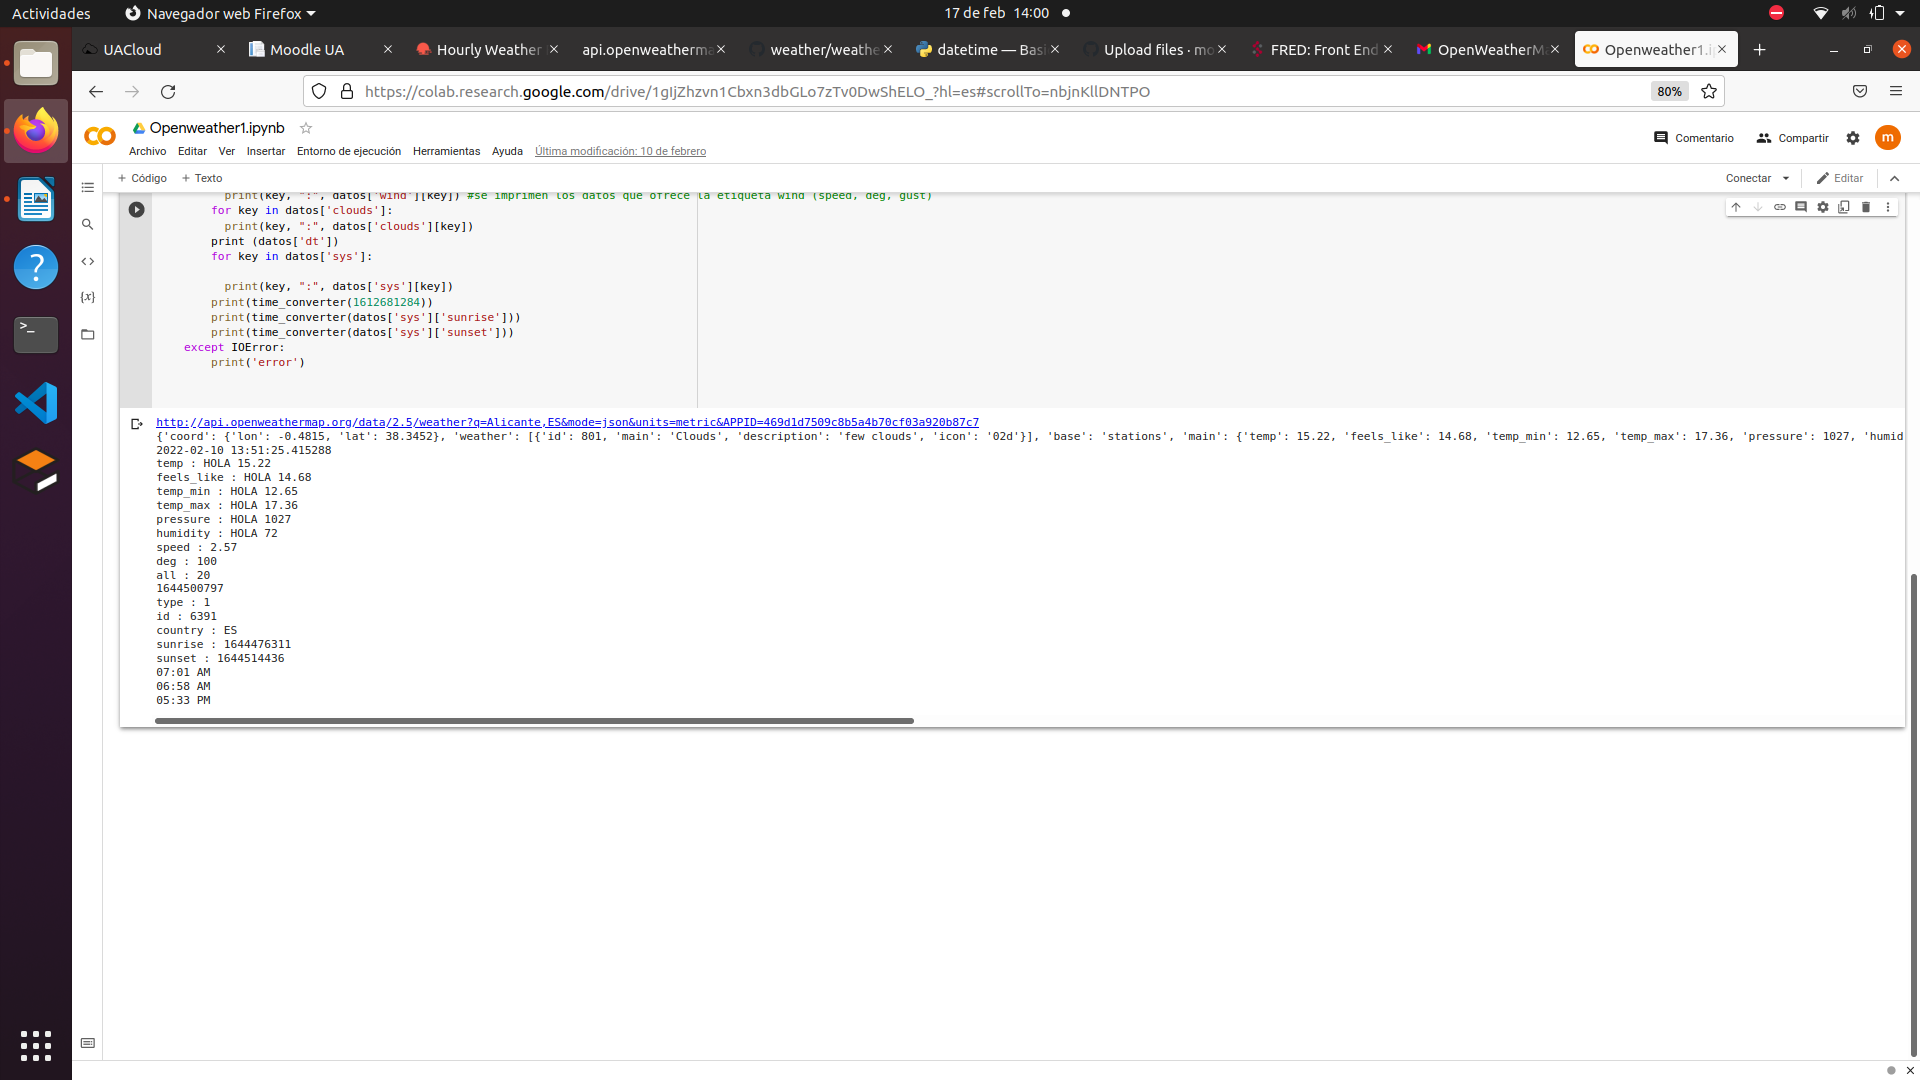 Actividades Navegador web Firefox 17 de feb 14:00
UACloud Moodle UA Hourly Weather api.openweatherma weather/weathe datetime — Basi Upload files · mo FRED: Front End OpenWeatherMa Openweather1.ip
https://colab.research.google.com/drive/1gIjZhzvn1Cbxn3dbGLo7zTv0DwShELO_?hl=es#scrollTo=nbjnKllDNTPO 80%
Openweather1.ipynb
Comentario Compartir m
Archivo Editar Ver Insertar Entorno de ejecución Herramientas Ayuda Última modificación: 10 de febrero
+ Código + Texto Conectar Editar
print(key, ":", datos['wind'][key]) #se imprimen los datos que ofrece la etiqueta wind (speed, deg, gust)
for key in datos['clouds']:
print(key, ":", datos['clouds'][key])
print (datos['dt'])
for key in datos['sys']:
print(key, ":", datos['sys'][key])
print(time_converter(1612681284))
print(time_converter(datos['sys']['sunrise']))
print(time_converter(datos['sys']['sunset']))
except IOError:
print('error')
http://api.openweathermap.org/data/2.5/weather?q=Alicante,ES&mode=json&units=metric&APPID=469d1d7509c8b5a4b70cf03a920b87c7
{'coord': {'lon': -0.4815, 'lat': 38.3452}, 'weather': [{'id': 801, 'main': 'Clouds', 'description': 'few clouds', 'icon': '02d'}], 'base': 'stations', 'main': {'temp': 15.22, 'feels_like': 14.68, 'temp_min': 12.65, 'temp_max': 17.36, 'pressure': 1027, 'humid
2022-02-10 13:51:25.415288
temp : HOLA 15.22
feels_like : HOLA 14.68
temp_min : HOLA 12.65
temp_max : HOLA 17.36
pressure : HOLA 1027
humidity : HOLA 72
speed : 2.57
deg : 100
all : 20
1644500797
type : 1
id : 6391
country : ES
sunrise : 1644476311
sunset : 1644514436
07:01 AM
06:58 AM
05:33 PM